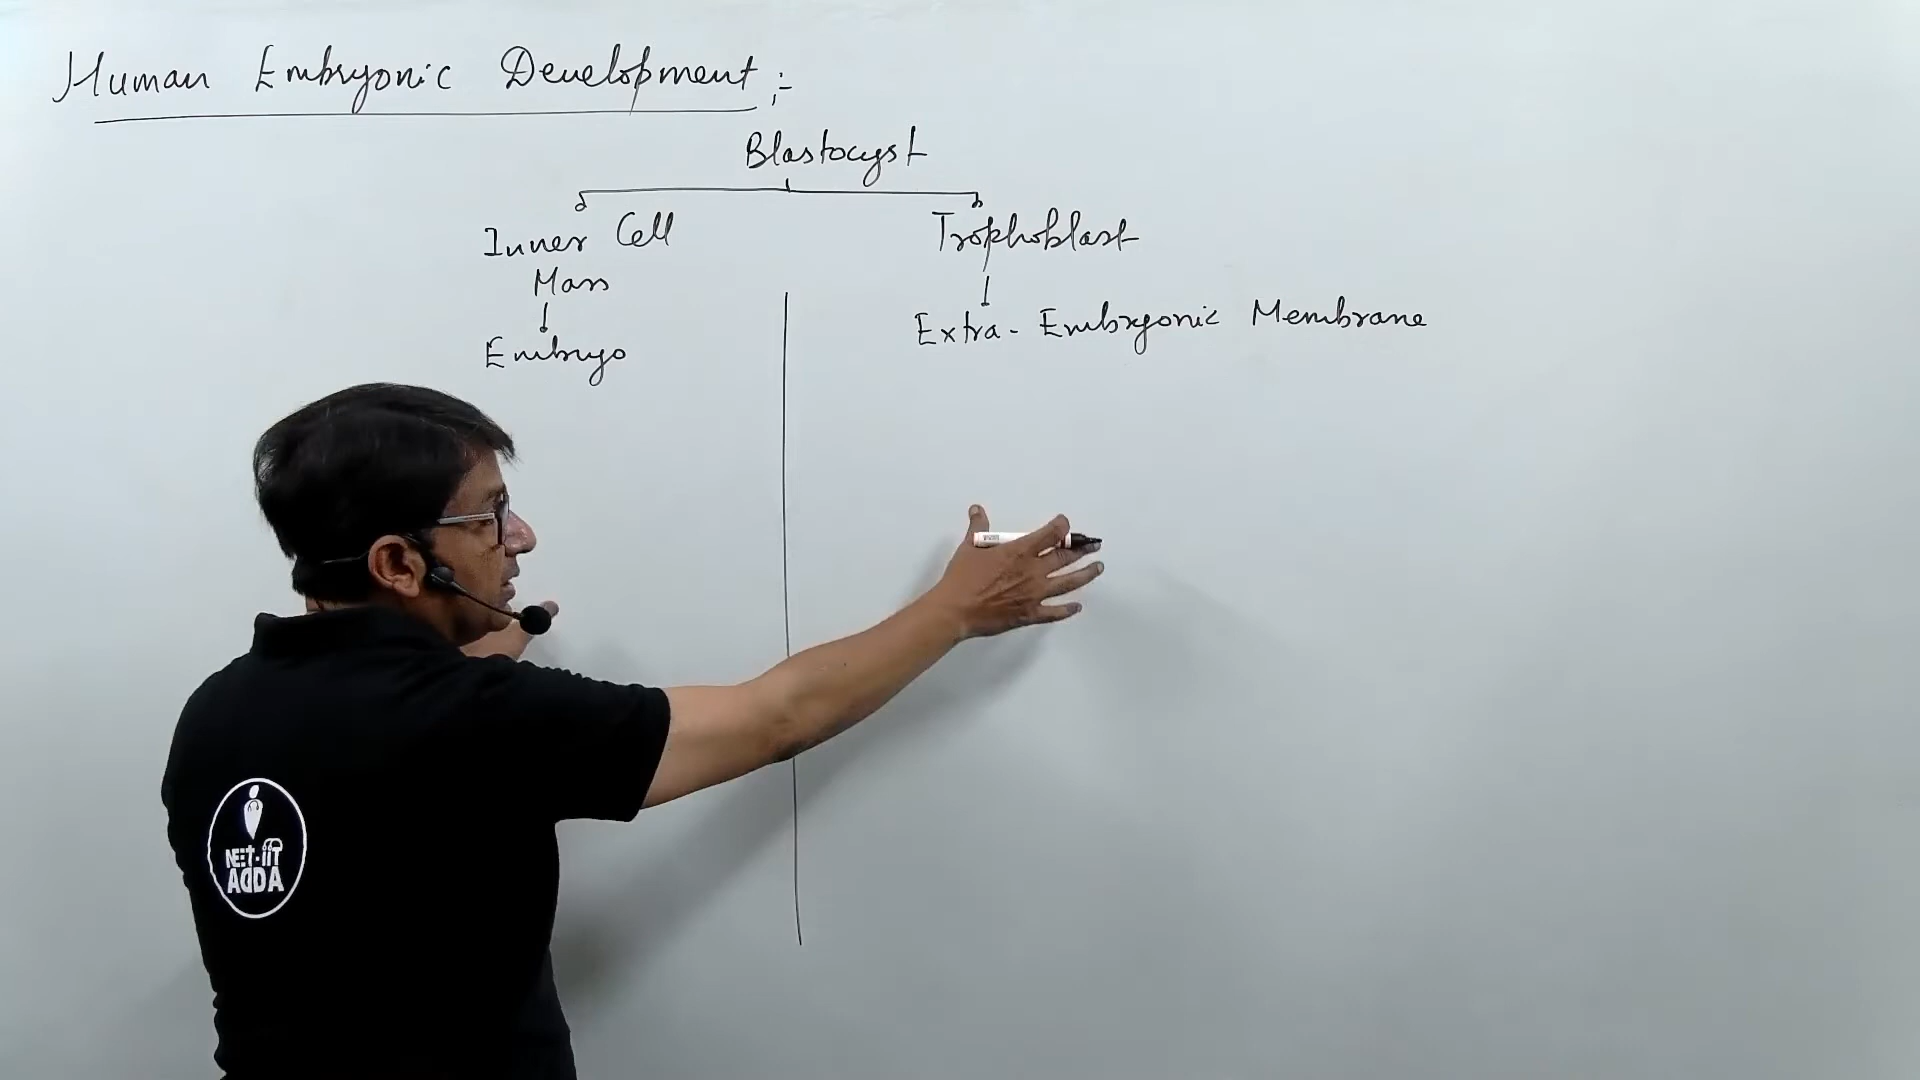 Human Embryonic Development :-
Blastocyst
Inner Cell
Mass
Embryo
Trophoblast
Extra - Embryonic Membrane
NEET-IIT
ADDA